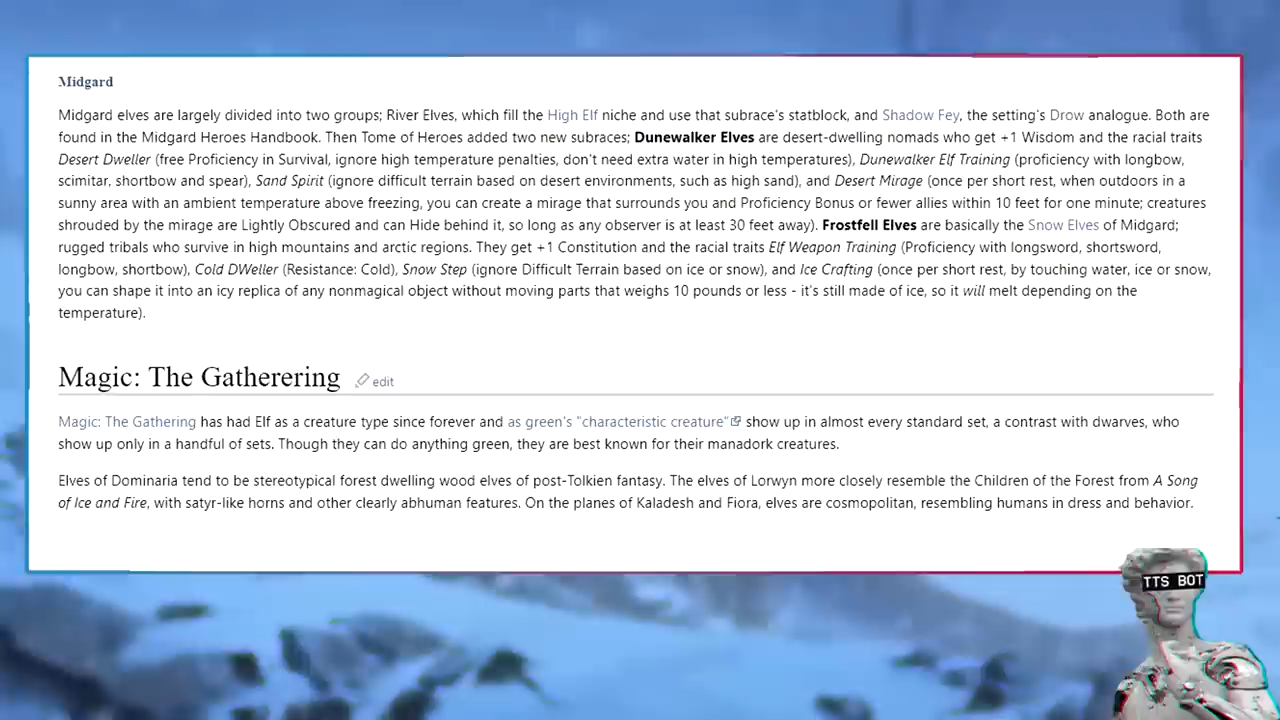 Midgard
Midgard elves are largely divided into two groups; River Elves, which fill the High Elf niche and use that subrace's statblock, and Shadow Fey, the setting's Drow analogue. Both are
found in the Midgard Heroes Handbook. Then Tome of Heroes added two new subraces; Dunewalker Elves are desert-dwelling nomads who get +1 Wisdom and the racial traits
Desert Dweller (free Proficiency in Survival, ignore high temperature penalties, don't need extra water in high temperatures), Dunewalker Elf Training (proficiency with longbow,
scimitar, shortbow and spear), Sand Spirit (ignore difficult terrain based on desert environments, such as high sand), and Desert Mirage (once per short rest, when outdoors in a
sunny area with an ambient temperature above freezing, you can create a mirage that surrounds you and Proficiency Bonus or fewer allies within 10 feet for one minute; creatures
shrouded by the mirage are Lightly Obscured and can Hide behind it, so long as any observer is at least 30 feet away). Frostfell Elves are basically the Snow Elves of Midgard;
rugged tribals who survive in high mountains and arctic regions. They get +1 Constitution and the racial traits Elf Weapon Training (Proficiency with longsword, shortsword,
longbow, shortbow), Cold DWeller (Resistance: Cold), Snow Step (ignore Difficult Terrain based on ice or snow), and Ice Crafting (once per short rest, by touching water, ice or snow,
you can shape it into an icy replica of any nonmagical object without moving parts that weighs 10 pounds or less - it's still made of ice, so it will melt depending on the
temperature).
Magic: The Gatherering edit
Magic: The Gathering has had Elf as a creature type since forever and as green's "characteristic creature" show up in almost every standard set, a contrast with dwarves, who
show up only in a handful of sets. Though they can do anything green, they are best known for their manadork creatures.
Elves of Dominaria tend to be stereotypical forest dwelling wood elves of post-Tolkien fantasy. The elves of Lorwyn more closely resemble the Children of the Forest from A Song
of Ice and Fire, with satyr-like horns and other clearly abhuman features. On the planes of Kaladesh and Fiora, elves are cosmopolitan, resembling humans in dress and behavior.
TTS BOT